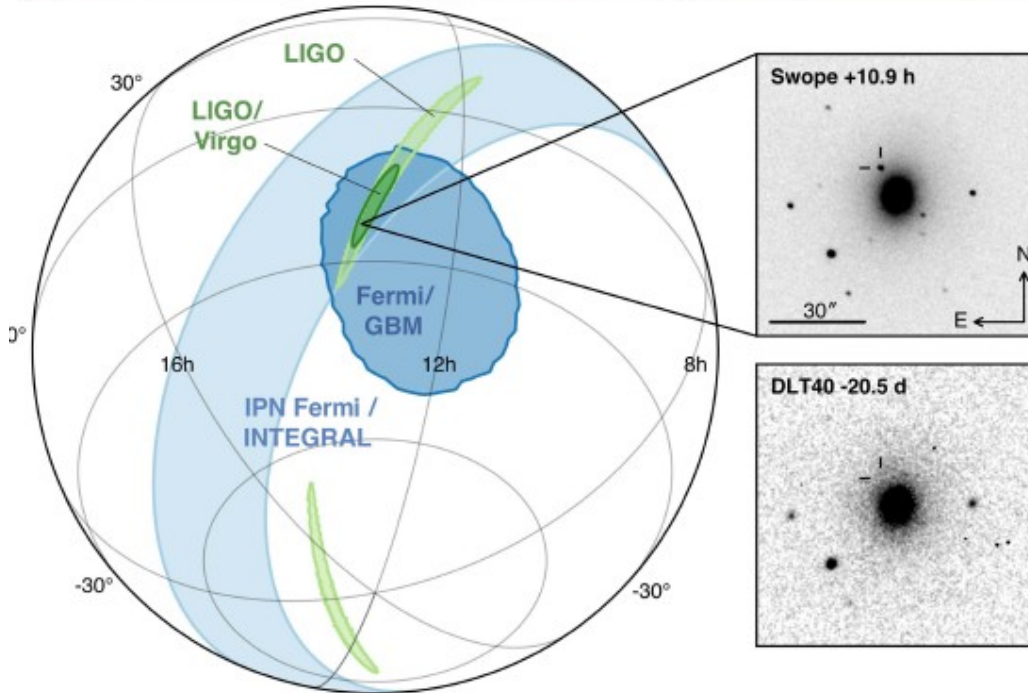 LIGO
30°
LIGO/
Virgo
Swope +10.9 h
N
E
30"
Fermi/
GBM
0°
16h
12h
8h
IPN Fermi /
INTEGRAL
DLT40 -20.5 d
-30°
-30°